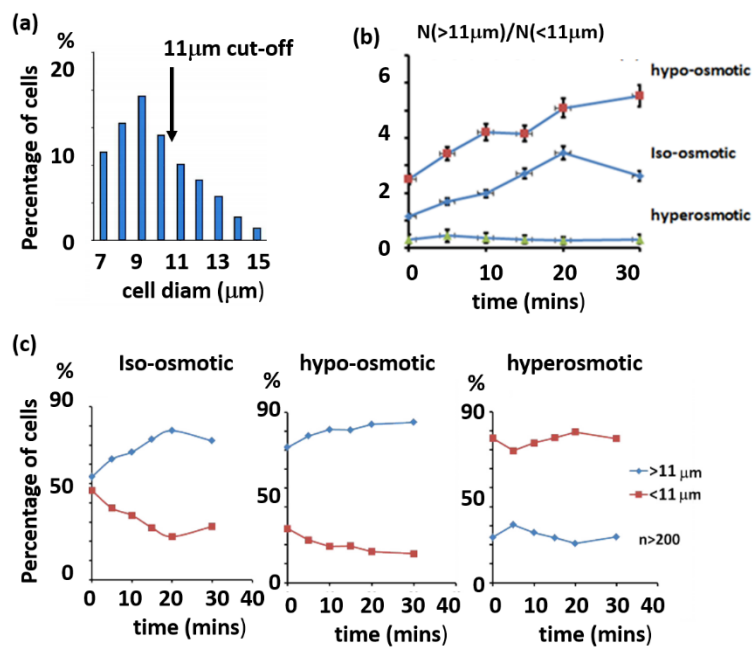 (a)
%
11μm cut-off
20
10
0
Percentage of cells
7 9 11 13 15
cell diam (μm)
(b)
N(>11μm)/N(<11μm)
6
4
2
0
hypo-osmotic
Iso-osmotic
hyperosmotic
0 10 20 30
time (mins)
(c)
% Iso-osmotic
90
50
0
Percentage of cells
0 10 20 30 40
time (mins)
% hypo-osmotic
90
50
0
0 10 20 30 40
time (mins)
% hyperosmotic
90
50
0
>11 μm
<11 μm
n>200
0 10 20 30 40
time (mins)